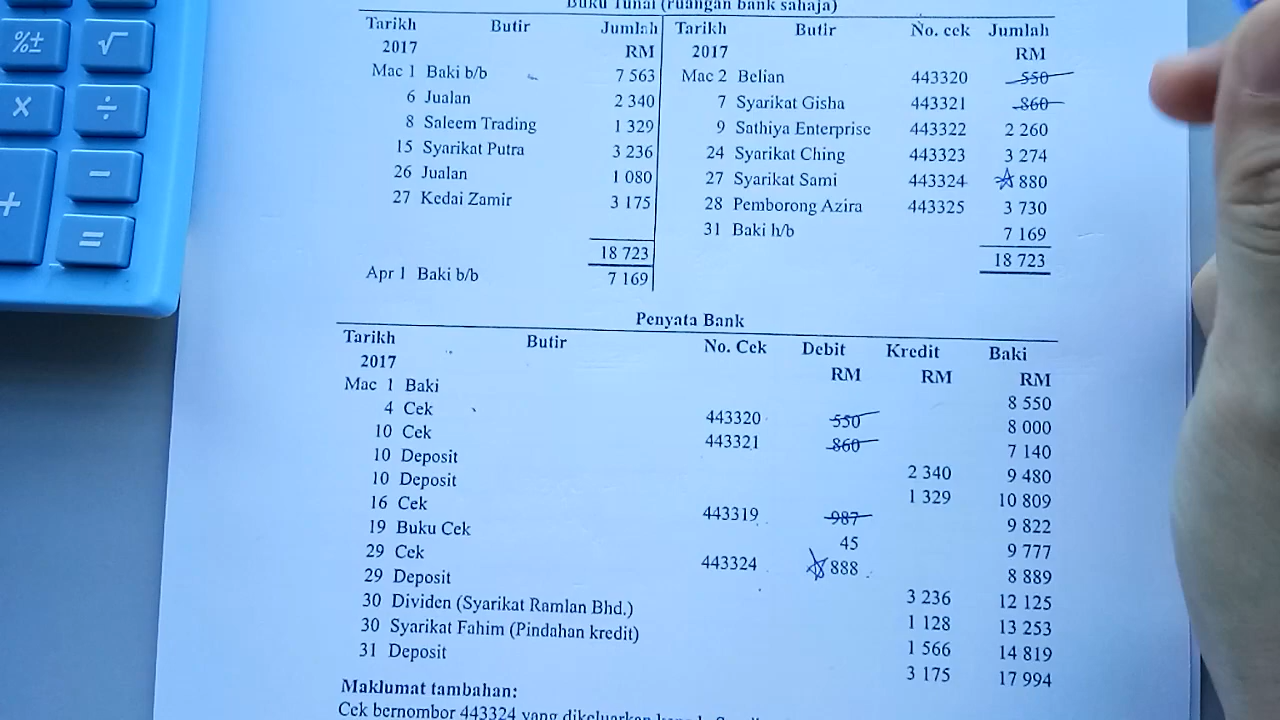 Buku Tunai (ruangan bank sahaja)
Tarikh Butir Jumlah Tarikh Butir No. cek Jumlah
2017 RM 2017 RM
Mac 1 Baki b/b 7 563 Mac 2 Belian 443320 550
6 Jualan 2 340 7 Syarikat Gisha 443321 860
8 Saleem Trading 1 329 9 Sathiya Enterprise 443322 2 260
15 Syarikat Putra 3 236 24 Syarikat Ching 443323 3 274
26 Jualan 1 080 27 Syarikat Sami 443324 880
27 Kedai Zamir 3 175 28 Pemborong Azira 443325 3 730
31 Baki h/b 7 169
18 723 18 723
Apr 1 Baki b/b 7 169
Penyata Bank
Tarikh Butir No. Cek Debit Kredit Baki
2017 RM RM RM
Mac 1 Baki 8 550
4 Cek 443320 550 8 000
10 Cek 443321 860 7 140
10 Deposit 2 340 9 480
10 Deposit 1 329 10 809
16 Cek 443319 987 9 822
19 Buku Cek 45 9 777
29 Cek 443324 888 8 889
29 Deposit 3 236 12 125
30 Dividen (Syarikat Ramlan Bhd.) 1 128 13 253
30 Syarikat Fahim (Pindahan kredit) 1 566 14 819
31 Deposit 3 175 17 994
Maklumat tambahan:
Cek bernombor 443324 yang dikeluarkan
%± √
× ÷
+ −
=